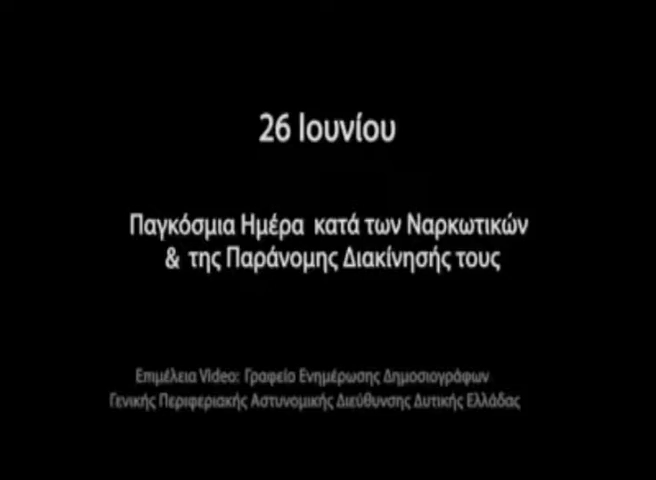 26 Ιουνίου
Παγκόσμια Ημέρα κατά των Ναρκωτικών
& της Παράνομης Διακίνησής τους
Επιμέλεια Video: Γραφείο Ενημέρωσης Δημοσιογράφων
Γενικής Περιφεριακής Αστυνομικής Διεύθυνσης Δυτικής Ελλάδας